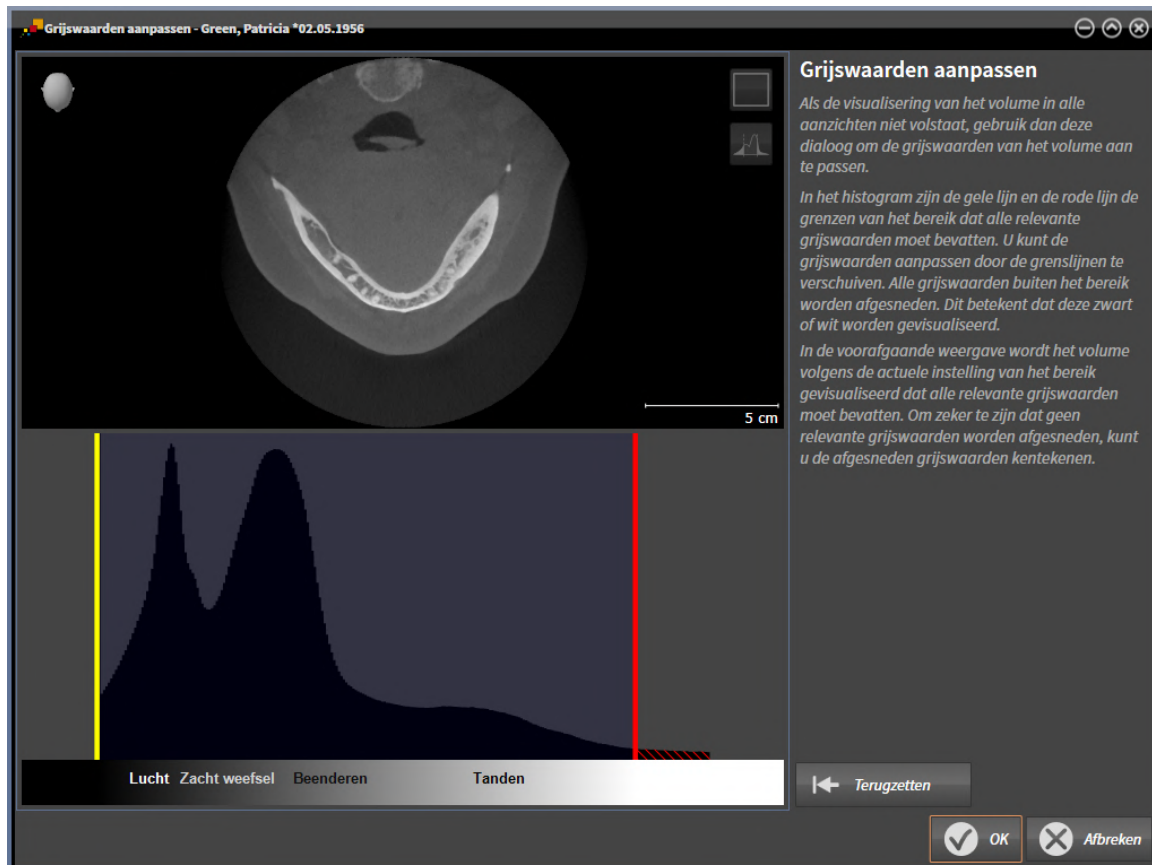 Grijswaarden aanpassen - Green, Patricia *02.05.1956
5 cm
Lucht Zacht weefsel Beenderen Tanden
Grijswaarden aanpassen
Als de visualisering van het volume in alle
aanzichten niet volstaat, gebruik dan deze
dialoog om de grijswaarden van het volume aan
te passen.
In het histogram zijn de gele lijn en de rode lijn de
grenzen van het bereik dat alle relevante
grijswaarden moet bevatten. U kunt de
grijswaarden aanpassen door de grenslijnen te
verschuiven. Alle grijswaarden buiten het bereik
worden afgesneden. Dit betekent dat deze zwart
of wit worden gevisualiseerd.
In de voorafgaande weergave wordt het volume
volgens de actuele instelling van het bereik
gevisualiseerd dat alle relevante grijswaarden
moet bevatten. Om zeker te zijn dat geen
relevante grijswaarden worden afgesneden, kunt
u de afgesneden grijswaarden kentekenen.
Terugzetten
OK Afbreken